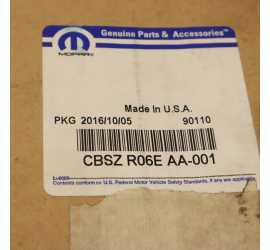 Genuine Parts & Accessories
MOPAR
Made In U.S.A.
PKG 2016/10/05 90110
CBSZ R06E AA-001
Contents conform w/ U.S. Federal Motor Vehicle Safety Standards if any are applicable.